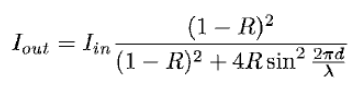 I_{out} = I_{in} \frac{(1 - R)^2}{(1 - R)^2 + 4R \sin^2 \frac{2\pi d}{\lambda}}